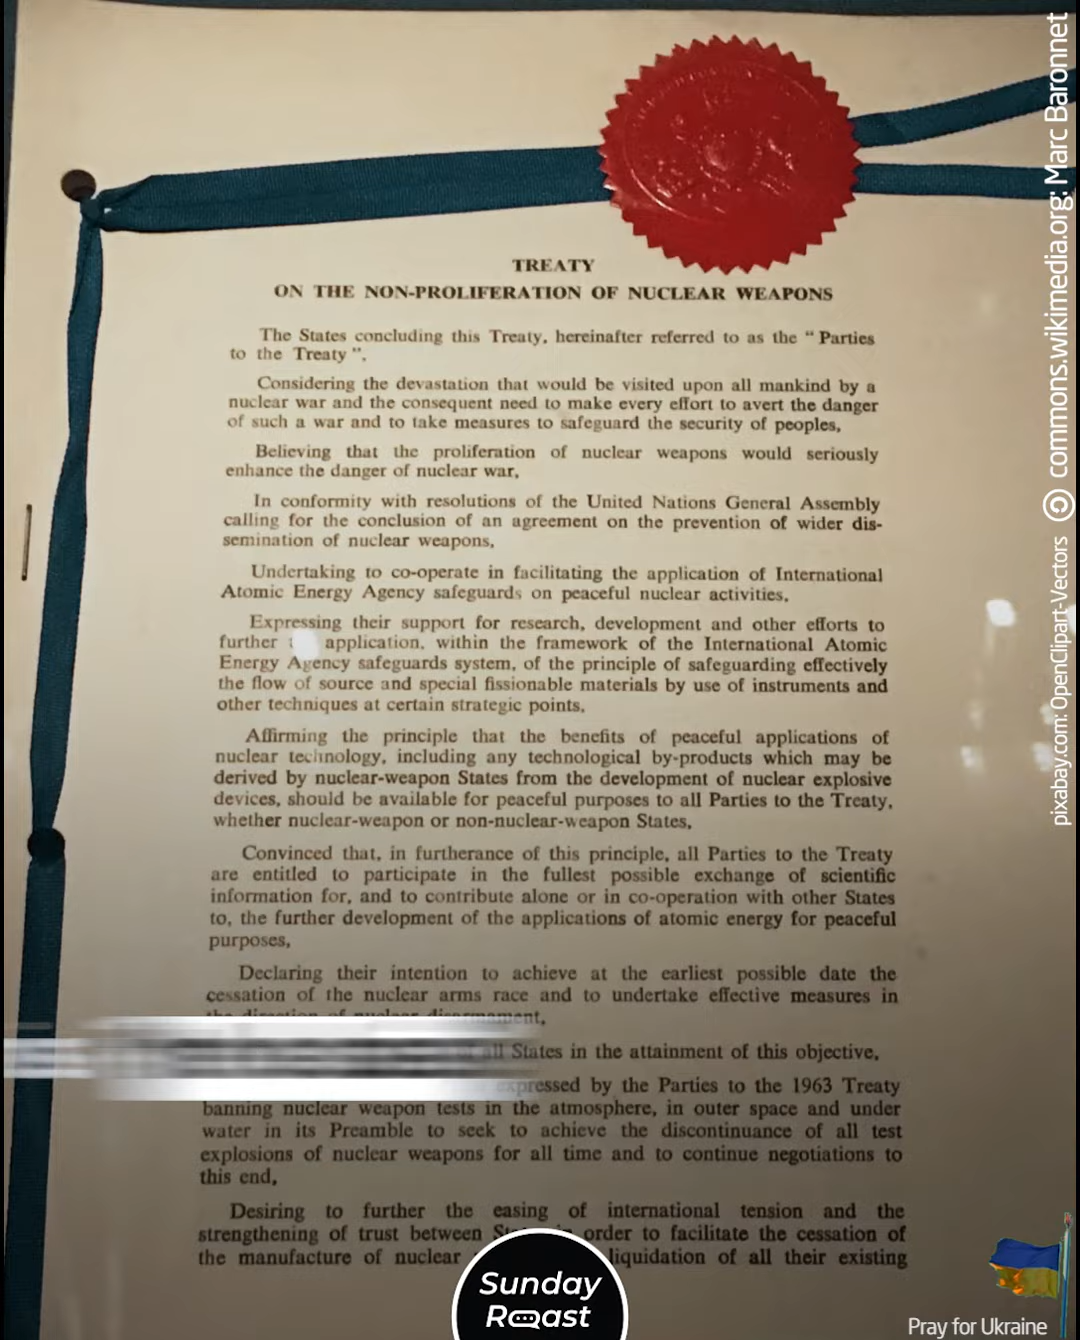 TREATY
ON THE NON-PROLIFERATION OF NUCLEAR WEAPONS
The States concluding this Treaty, hereinafter referred to as the “ Parties
to the Treaty ”,
Considering the devastation that would be visited upon all mankind by a
nuclear war and the consequent need to make every effort to avert the danger
of such a war and to take measures to safeguard the security of peoples,
Believing that the proliferation of nuclear weapons would seriously
enhance the danger of nuclear war,
In conformity with resolutions of the United Nations General Assembly
calling for the conclusion of an agreement on the prevention of wider dis-
semination of nuclear weapons,
Undertaking to co-operate in facilitating the application of International
Atomic Energy Agency safeguards on peaceful nuclear activities,
Expressing their support for research, development and other efforts to
further application, within the framework of the International Atomic
Energy Agency safeguards system, of the principle of safeguarding effectively
the flow of source and special fissionable materials by use of instruments and
other techniques at certain strategic points,
Affirming the principle that the benefits of peaceful applications of
nuclear technology, including any technological by-products which may be
derived by nuclear-weapon States from the development of nuclear explosive
devices, should be available for peaceful purposes to all Parties to the Treaty,
whether nuclear-weapon or non-nuclear-weapon States,
Convinced that, in furtherance of this principle, all Parties to the Treaty
are entitled to participate in the fullest possible exchange of scientific
information for, and to contribute alone or in co-operation with other States
to, the further development of the applications of atomic energy for peaceful
purposes,
Declaring their intention to achieve at the earliest possible date the
cessation of the nuclear arms race and to undertake effective measures in
the direction of nuclear disarmament,
all States in the attainment of this objective,
expressed by the Parties to the 1963 Treaty
banning nuclear weapon tests in the atmosphere, in outer space and under
water in its Preamble to seek to achieve the discontinuance of all test
explosions of nuclear weapons for all time and to continue negotiations to
this end,
Desiring to further the easing of international tension and the
strengthening of trust between order to facilitate the cessation of
the manufacture of nuclear liquidation of all their existing
Sunday
Roast
Pray for Ukraine
pixabay.com: OpenClipart-Vectors commons.wikimedia.org: Marc Baronnet